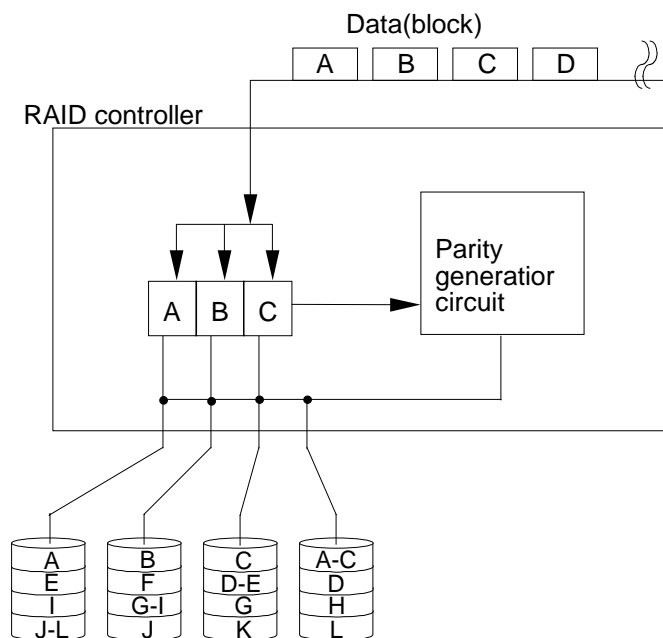 Data(block)
A B C D
RAID controller
Parity
generatior
circuit
A B C
A B C A-C
E F D-E D
I G-I G H
J-L J K L